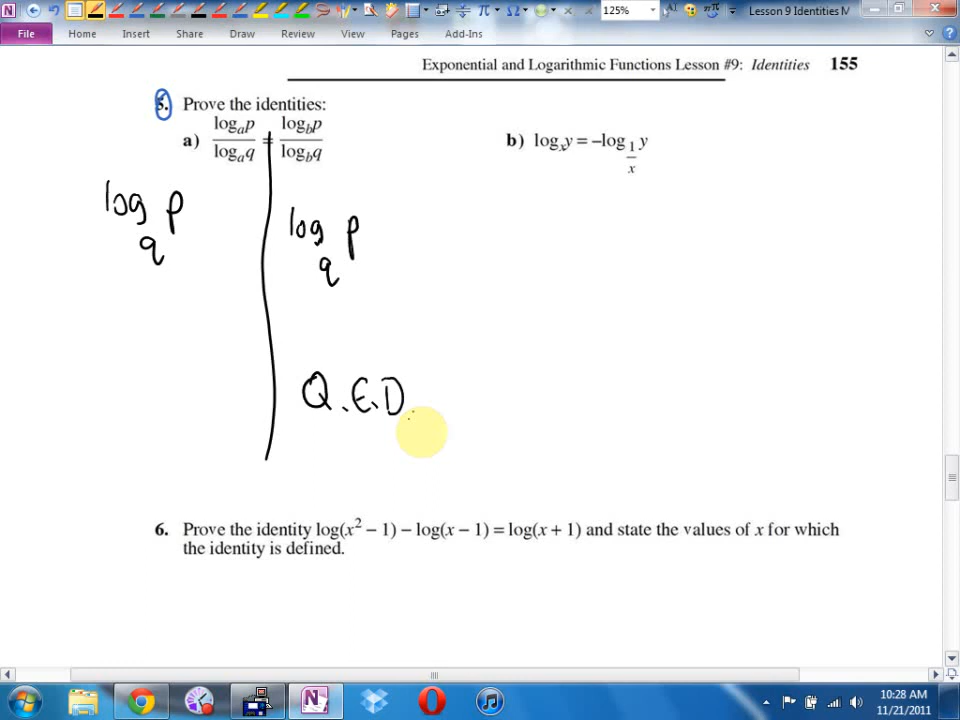 125% Lesson 9 Identities M
File Home Insert Share Draw Review View Pages Add-Ins
Exponential and Logarithmic Functions Lesson #9: Identities 155
5. Prove the identities:
a) logₐp / logₐq = log_b p / log_b q
b) logₓy = –log_{1/x} y
log_q p
log_q p
Q.E.D.
6. Prove the identity log(x² – 1) – log(x – 1) = log(x + 1) and state the values of x for which
the identity is defined.
10:28 AM
11/21/2011